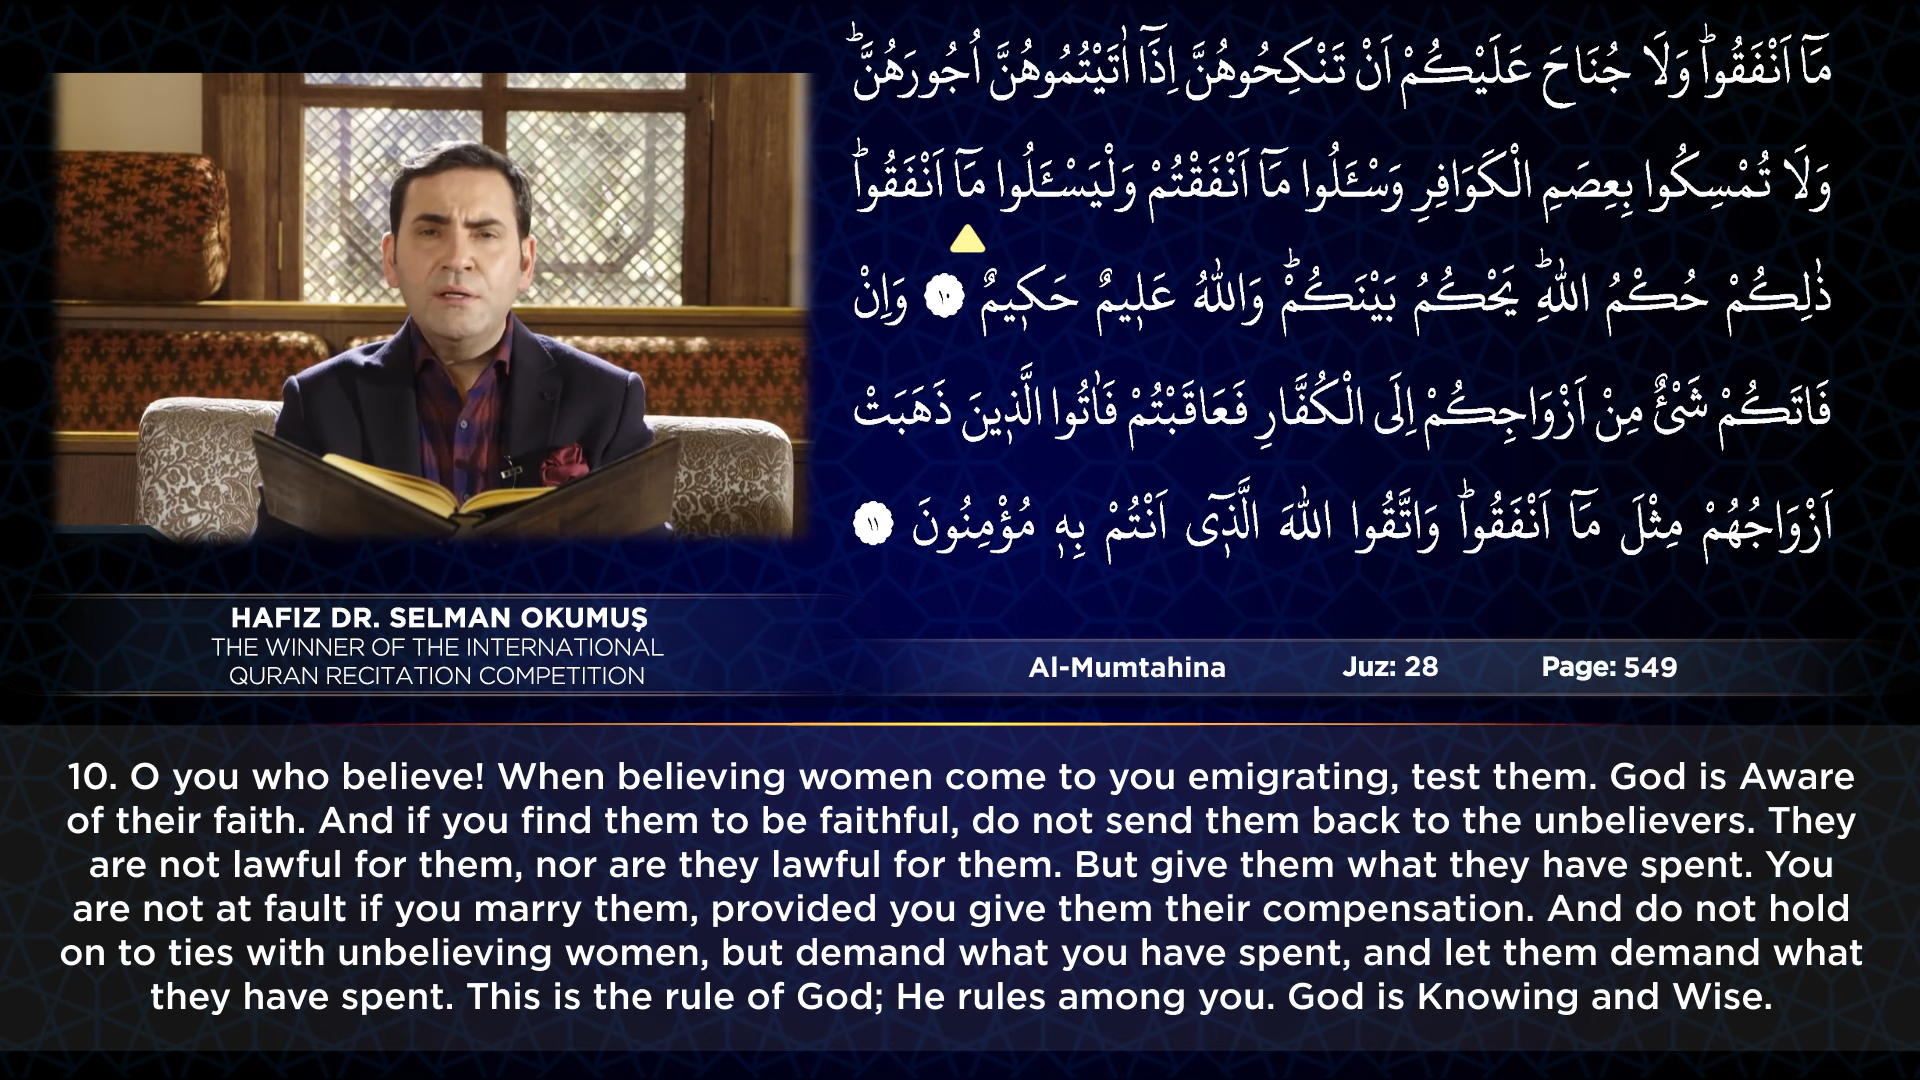 مَٓا اَنْفَقُواۜ وَلَا جُنَاحَ عَلَيْكُمْ اَنْ تَنْكِحُوهُنَّ اِذَٓا اٰتَيْتُمُوهُنَّ اُجُورَهُنَّۜ
وَلَا تُمْسِكُوا بِعِصَمِ الْكَوَافِرِ وَسْـَٔلُوا مَٓا اَنْفَقْتُمْ وَلْيَسْـَٔلُوا مَٓا اَنْفَقُواۜ
ذٰلِكُمْ حُكْمُ اللّٰهِۜ يَحْكُمُ بَيْنَكُمْۜ وَاللّٰهُ عَلٖيمٌ حَكٖيمٌ ١٠ وَاِنْ
فَاتَكُمْ شَيْءٌ مِنْ اَزْوَاجِكُمْ اِلَى الْكُفَّارِ فَعَاقَبْتُمْ فَاٰتُوا الَّذٖينَ ذَهَبَتْ
اَزْوَاجُهُمْ مِثْلَ مَٓا اَنْفَقُواۜ وَاتَّقُوا اللّٰهَ الَّذٖٓي اَنْتُمْ بِهٖ مُؤْمِنُونَ ١١
HAFIZ DR. SELMAN OKUMUŞ
THE WINNER OF THE INTERNATIONAL
QURAN RECITATION COMPETITION
Al-Mumtahina Juz: 28 Page: 549
10. O you who believe! When believing women come to you emigrating, test them. God is Aware
of their faith. And if you find them to be faithful, do not send them back to the unbelievers. They
are not lawful for them, nor are they lawful for them. But give them what they have spent. You
are not at fault if you marry them, provided you give them their compensation. And do not hold
on to ties with unbelieving women, but demand what you have spent, and let them demand what
they have spent. This is the rule of God; He rules among you. God is Knowing and Wise.